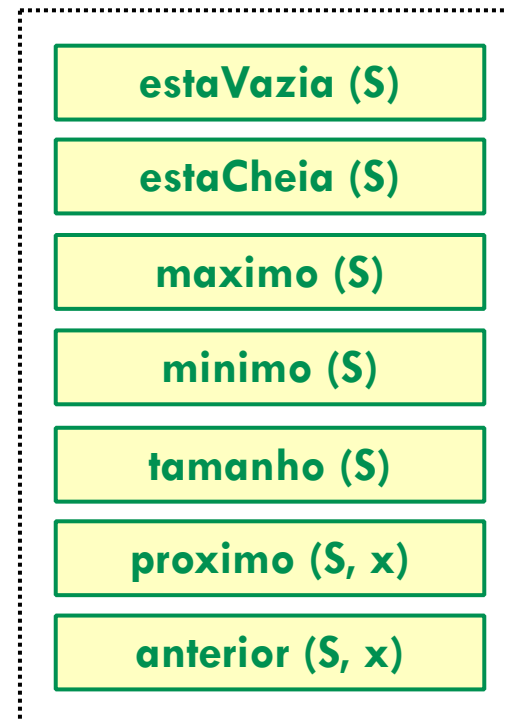 estaVazia (S)
estaCheia (S)
maximo (S)
minimo (S)
tamanho (S)
proximo (S, x)
anterior (S, x)